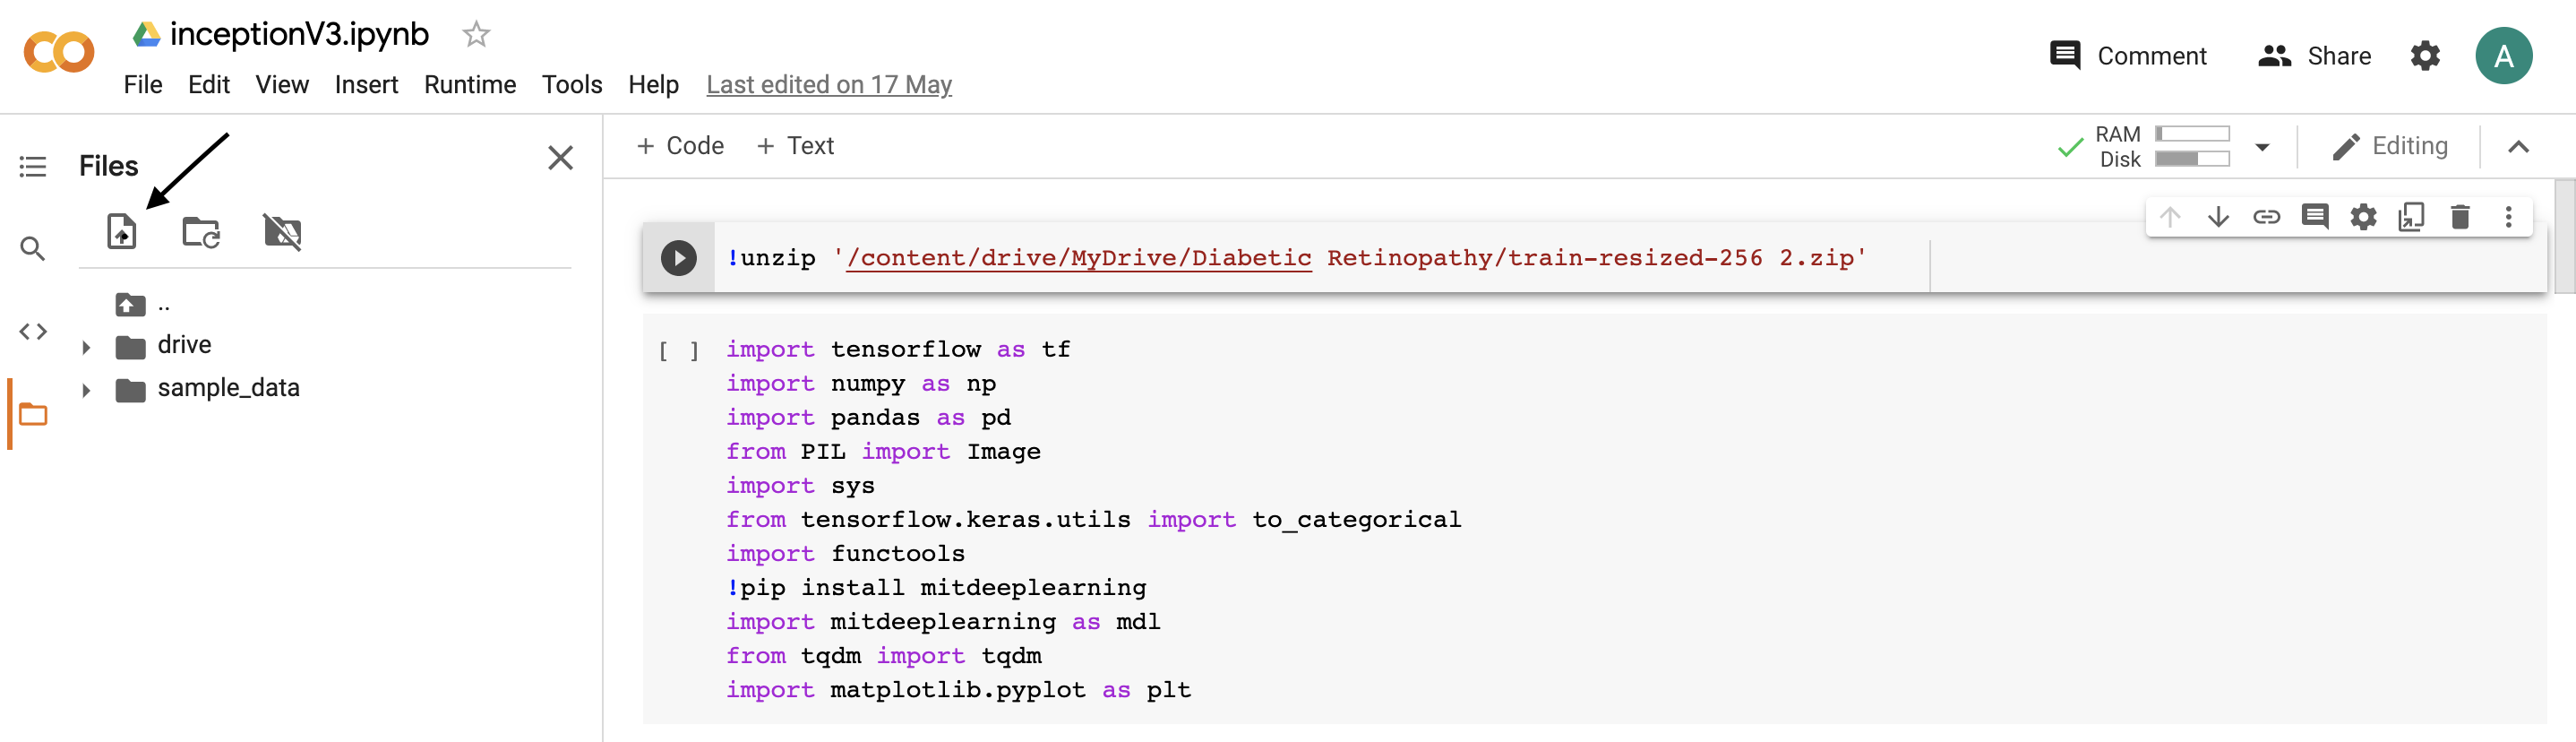 inceptionV3.ipynb
File Edit View Insert Runtime Tools Help Last edited on 17 May
Comment Share A
Files
..
drive
sample_data
+ Code + Text
RAM
Disk
Editing
!unzip '/content/drive/MyDrive/Diabetic Retinopathy/train-resized-256 2.zip'
[ ] import tensorflow as tf
import numpy as np
import pandas as pd
from PIL import Image
import sys
from tensorflow.keras.utils import to_categorical
import functools
!pip install mitdeeplearning
import mitdeeplearning as mdl
from tqdm import tqdm
import matplotlib.pyplot as plt